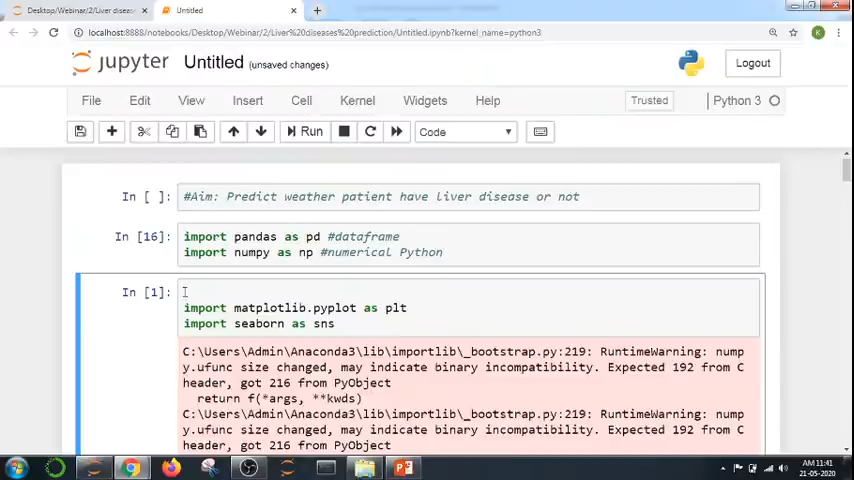 Desktop/Webinar/2/Liver diseas
Untitled
localhost:8888/notebooks/Desktop/Webinar/2/Liver%20diseases%20prediction/Untitled.ipynb?kernel_name=python3
K
jupyter Untitled (unsaved changes)
Logout
File Edit View Insert Cell Kernel Widgets Help
Trusted
Python 3
Run
Code
In [ ]: #Aim: Predict weather patient have liver disease or not
In [16]: import pandas as pd #dataframe
import numpy as np #numerical Python
In [1]:
import matplotlib.pyplot as plt
import seaborn as sns
C:\Users\Admin\Anaconda3\lib\importlib\_bootstrap.py:219: RuntimeWarning: nump
y.ufunc size changed, may indicate binary incompatibility. Expected 192 from C
header, got 216 from PyObject
return f(*args, **kwds)
C:\Users\Admin\Anaconda3\lib\importlib\_bootstrap.py:219: RuntimeWarning: nump
y.ufunc size changed, may indicate binary incompatibility. Expected 192 from C
header, got 216 from PyObject
AM 11:41
21-05-2020